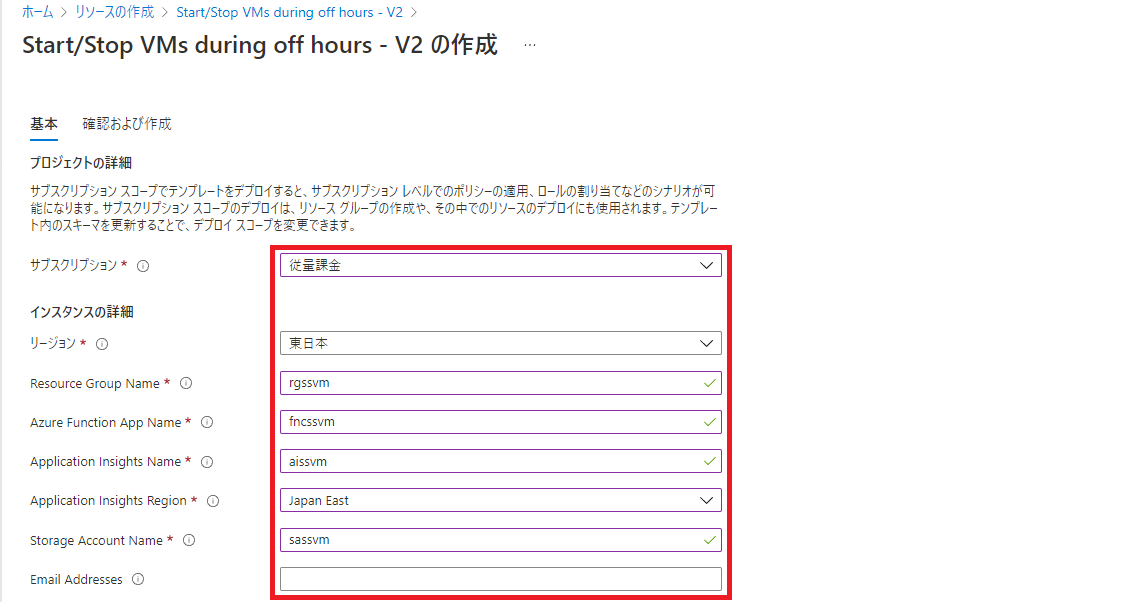 ホーム > リソースの作成 > Start/Stop VMs during off hours - V2 >
Start/Stop VMs during off hours - V2 の作成 …
基本 確認および作成
プロジェクトの詳細
サブスクリプション スコープでテンプレートをデプロイすると、サブスクリプション レベルでのポリシーの適用、ロールの割り当てなどのシナリオが可
能になります。サブスクリプション スコープのデプロイは、リソース グループの作成や、その中でのリソースのデプロイにも使用されます。テンプレー
ト内のスキーマを更新することで、デプロイ スコープを変更できます。
サブスクリプション * 従量課金
インスタンスの詳細
リージョン * 東日本
Resource Group Name * rgssvm
Azure Function App Name * fncssvm
Application Insights Name * aissvm
Application Insights Region * Japan East
Storage Account Name * sassvm
Email Addresses